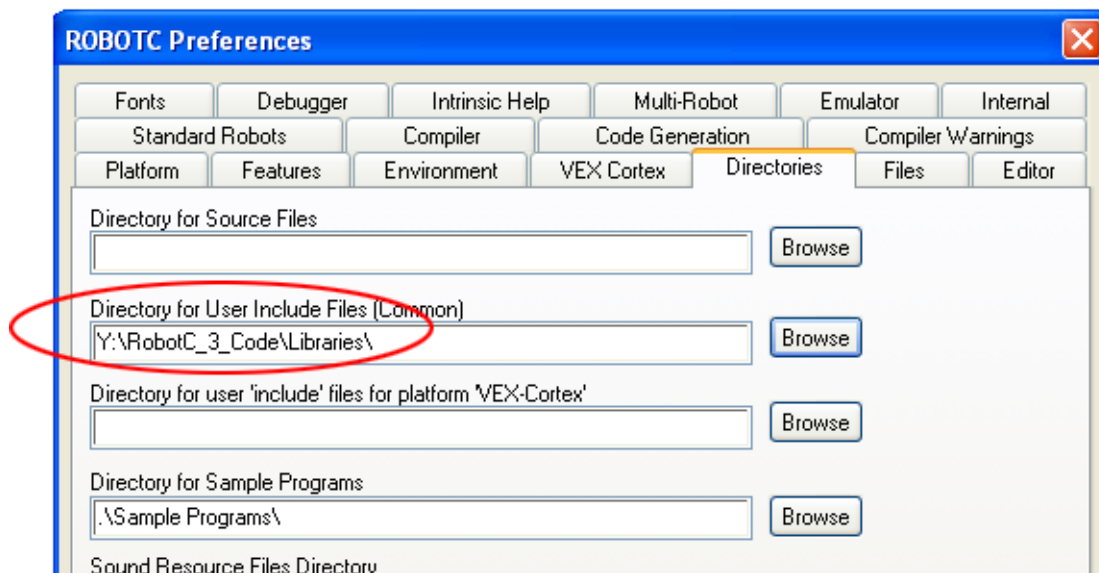 ROBOTC Preferences
Fonts Debugger Intrinsic Help Multi-Robot Emulator Internal
Standard Robots Compiler Code Generation Compiler Warnings
Platform Features Environment VEX Cortex Directories Files Editor
Directory for Source Files
Browse
Directory for User Include Files (Common)
Y:\RobotC_3_Code\Libraries\
Browse
Directory for user 'include' files for platform 'VEX-Cortex'
Browse
Directory for Sample Programs
.\Sample Programs\
Browse
Sound Resource Files Directory